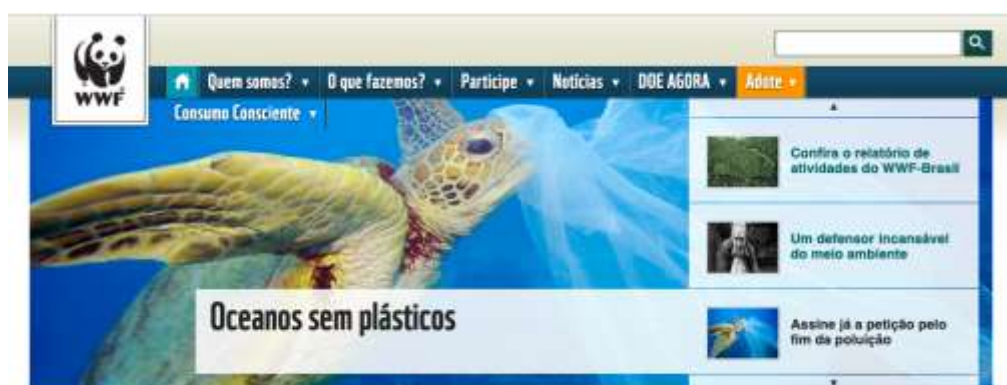 WWF
Quem somos? O que fazemos? Participe Notícias DOE AGORA Adote
Consumo Consciente
Confira o relatório de
atividades do WWF-Brasil
Um defensor incansável
do meio ambiente
Oceanos sem plásticos
Assine já a petição pelo
fim da poluição